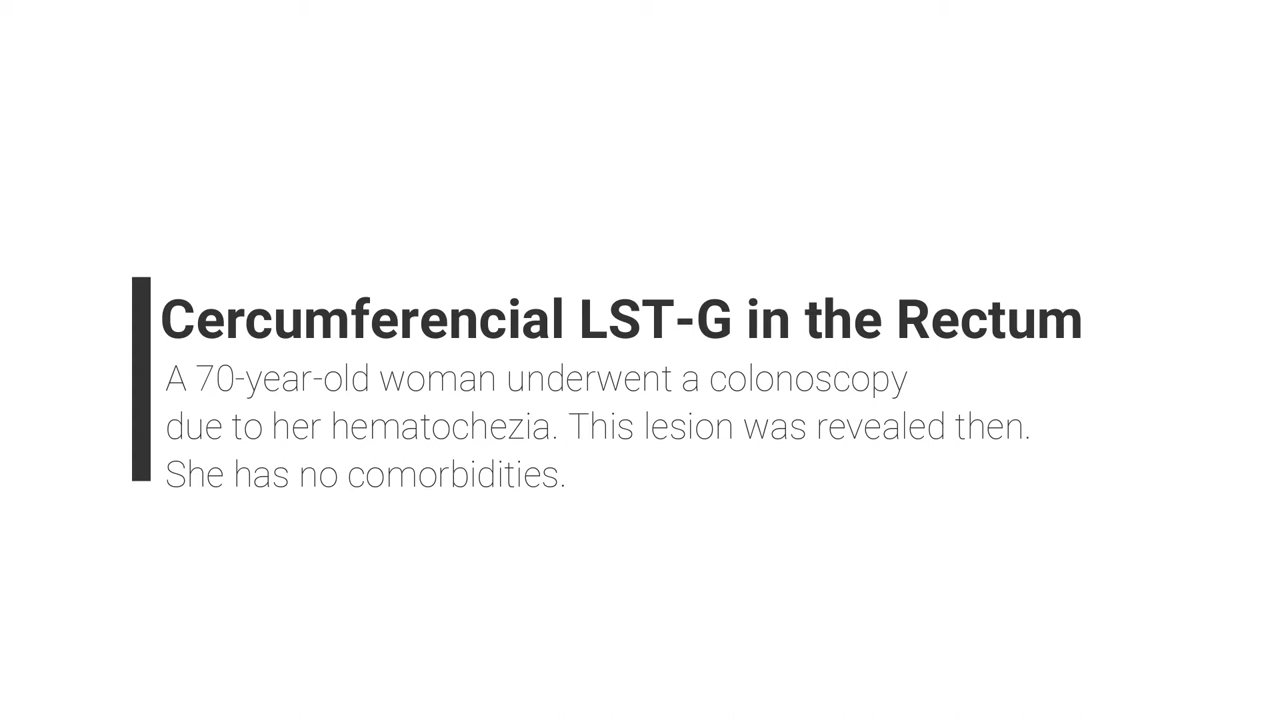 Cercumferencial LST-G in the Rectum
A 70-year-old woman underwent a colonoscopy
due to her hematochezia. This lesion was revealed then.
She has no comorbidities.